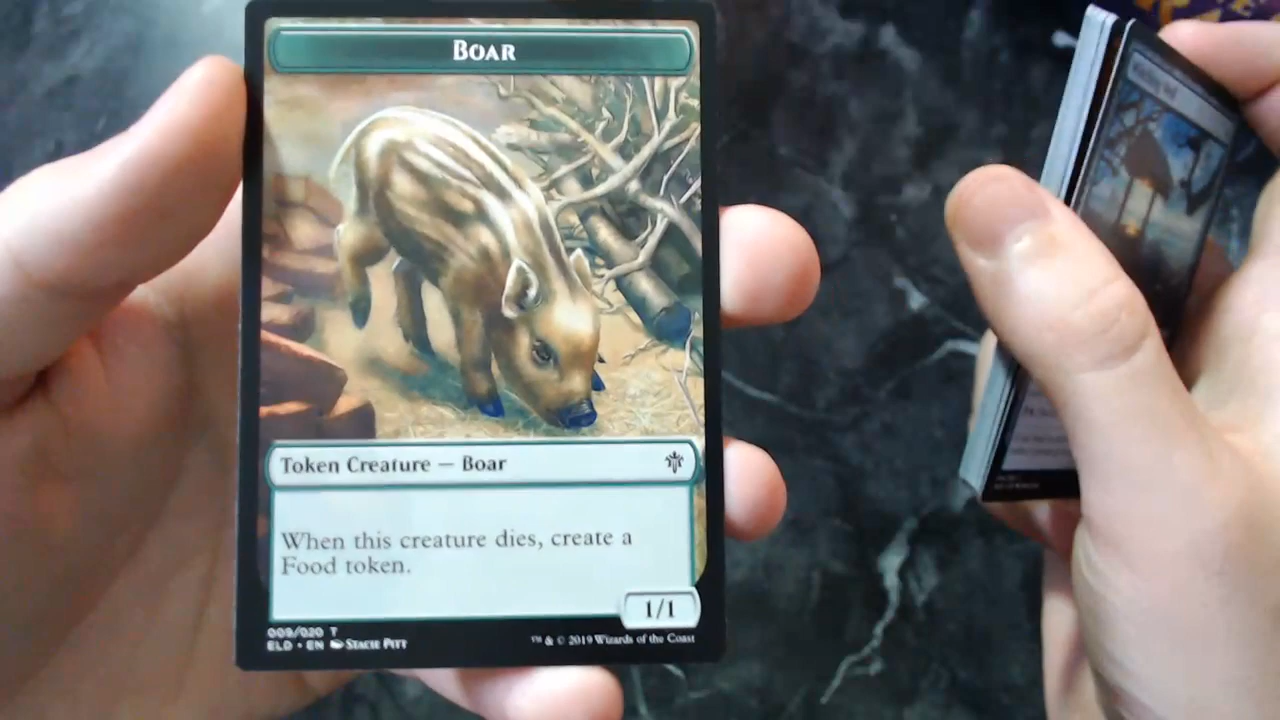 Boar
Token Creature — Boar
When this creature dies, create a
Food token.
1/1
009/020 T
ELD • EN Stacie Pitt
™ & © 2019 Wizards of the Coast